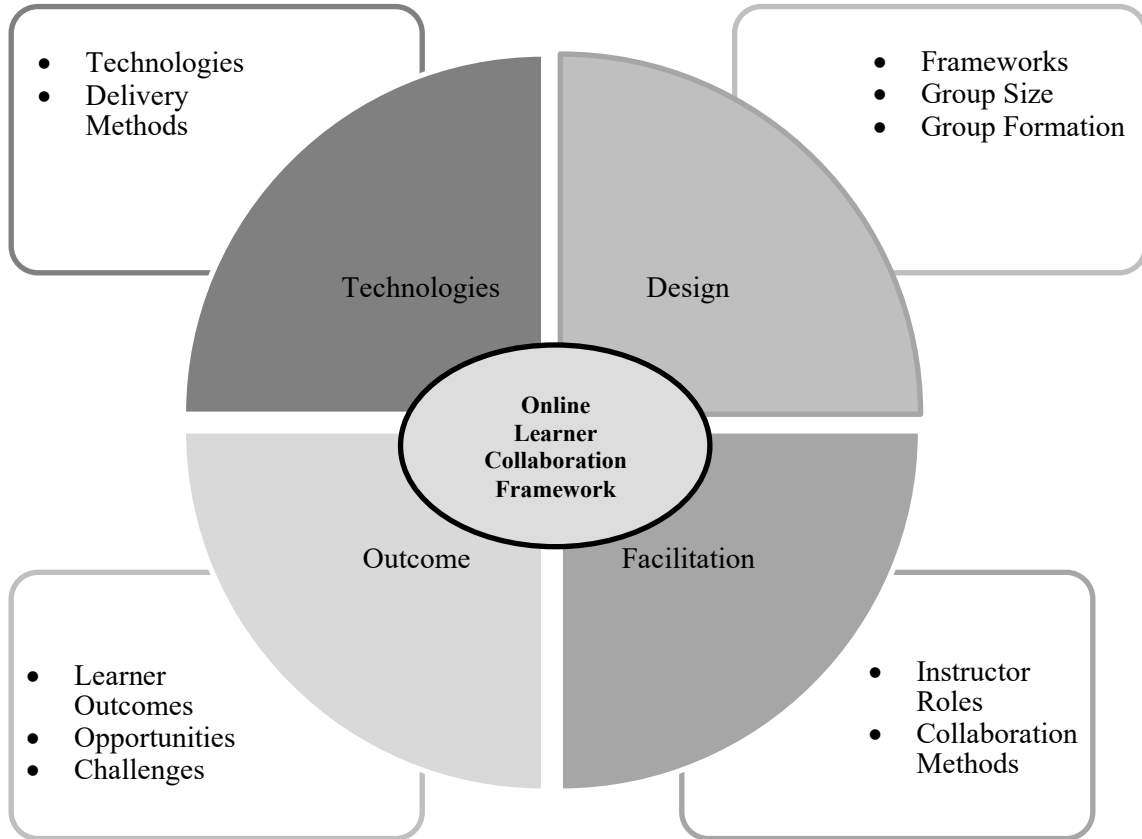 • Technologies
• Delivery
Methods
• Frameworks
• Group Size
• Group Formation
Technologies
Design
Online
Learner
Collaboration
Framework
Outcome
Facilitation
• Learner
Outcomes
• Opportunities
• Challenges
• Instructor
Roles
• Collaboration
Methods